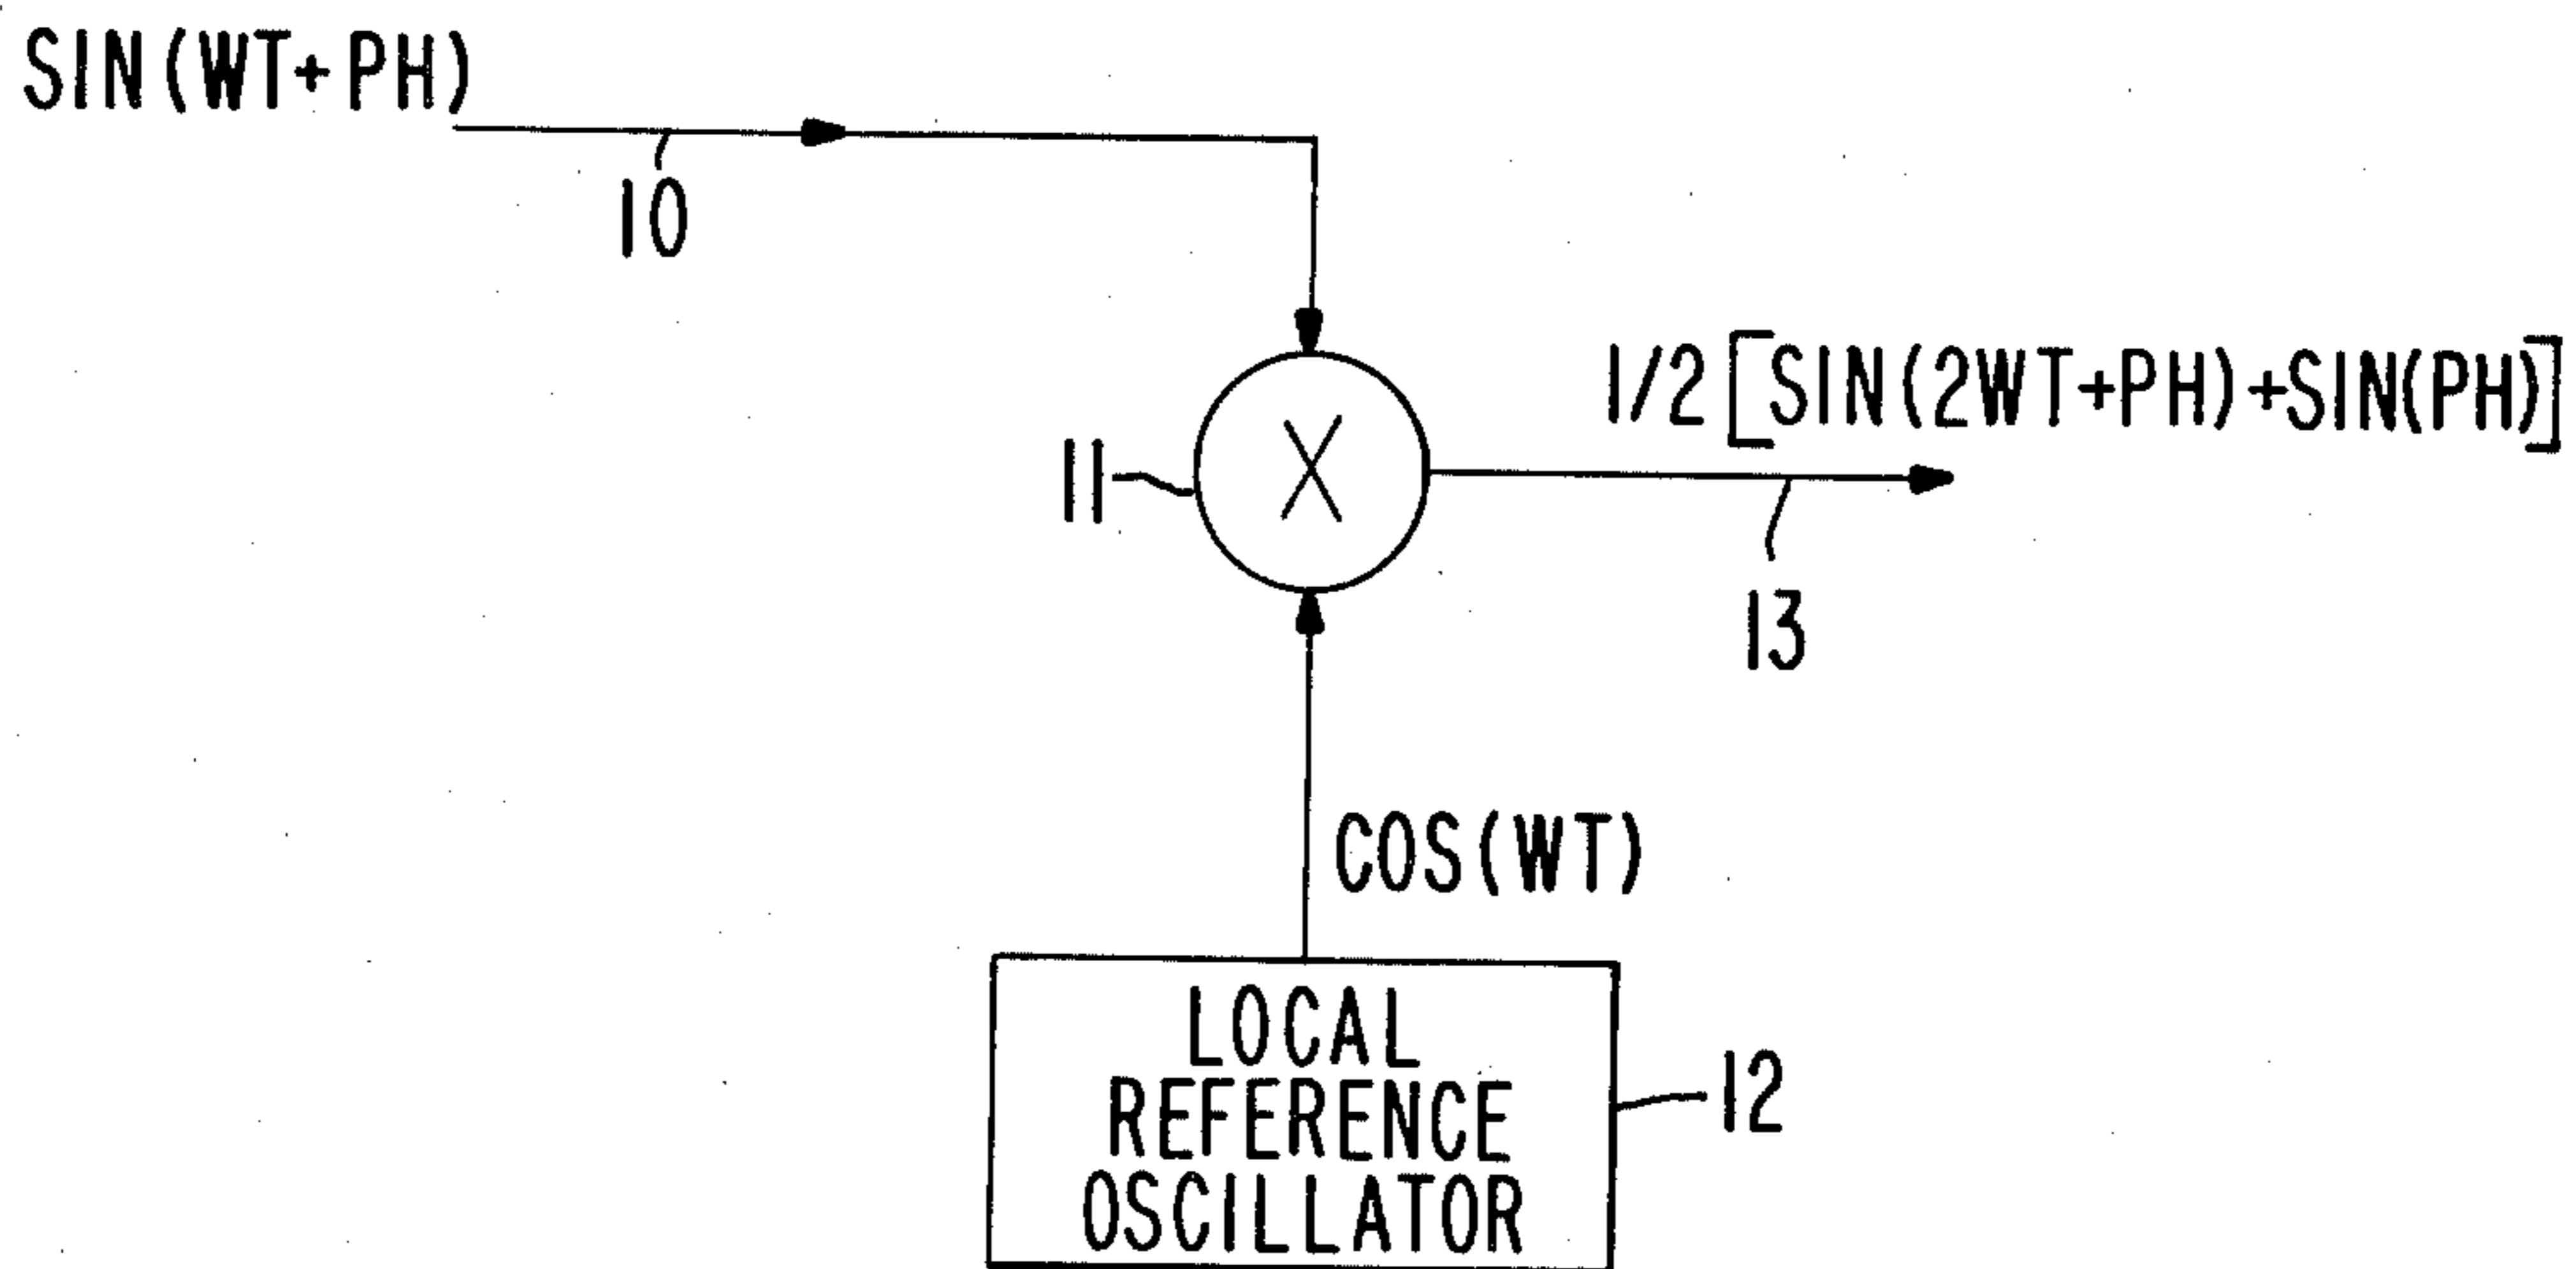 SIN(WT+PH)
10
1/2[SIN(2WT+PH)+SIN(PH)]
11
X
13
COS(WT)
LOCAL
REFERENCE
OSCILLATOR
12